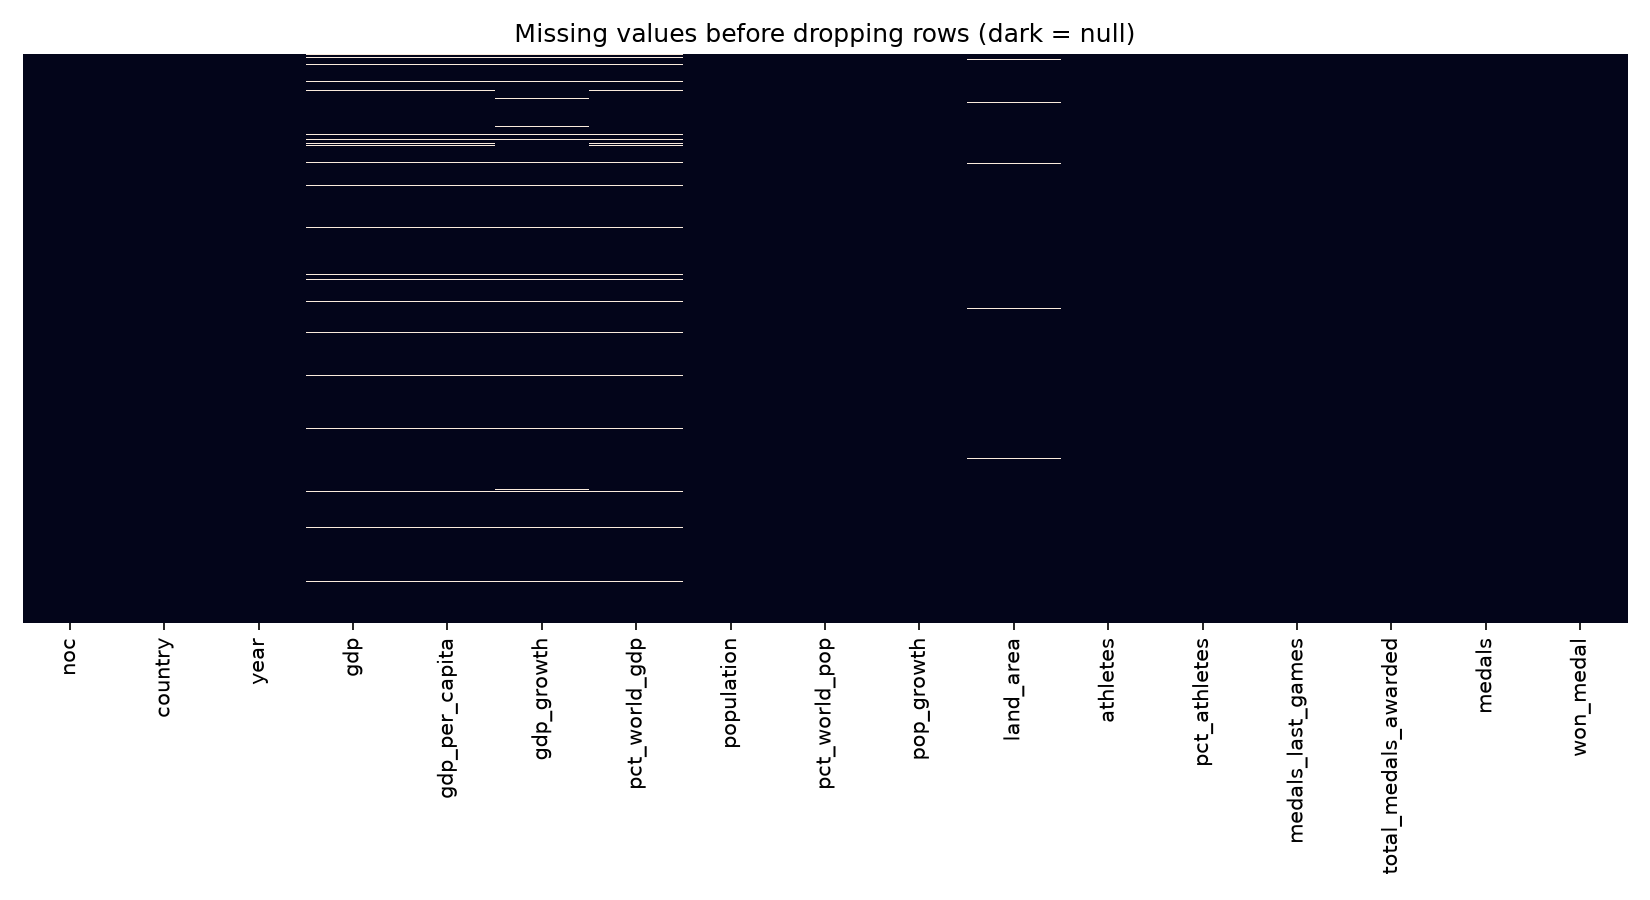 Missing values before dropping rows (dark = null)
noc
country
year
gdp
gdp_per_capita
gdp_growth
pct_world_gdp
population
pct_world_pop
pop_growth
land_area
athletes
pct_athletes
medals_last_games
total_medals_awarded
medals
won_medal